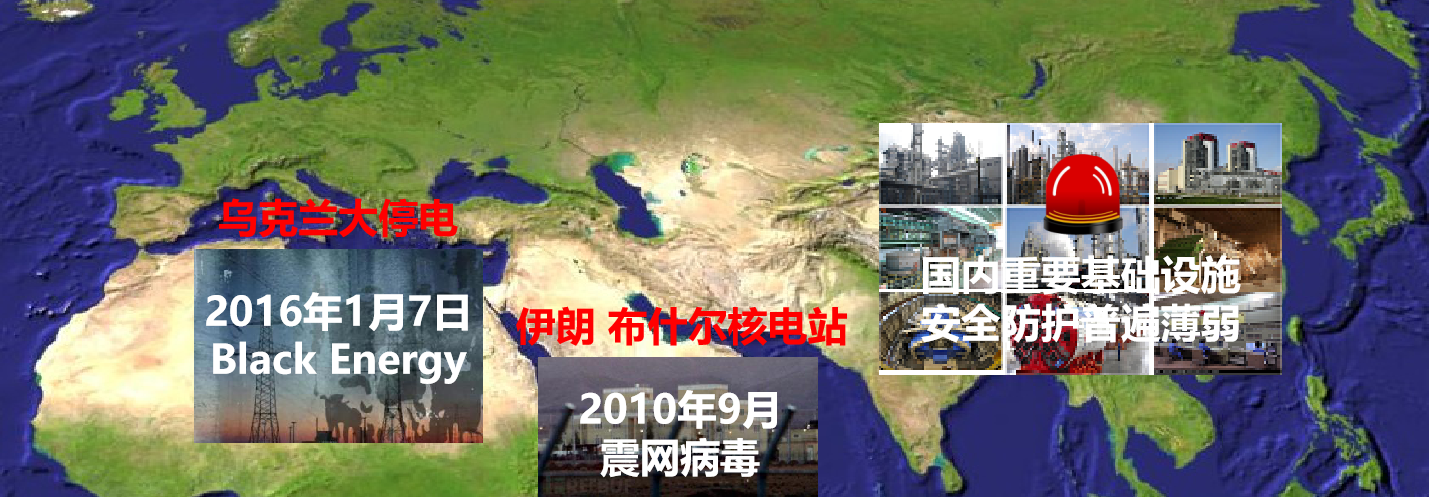 乌克兰大停电
2016年1月7日
Black Energy
伊朗 布什尔核电站
2010年9月
震网病毒
国内重要基础设施
安全防护普遍薄弱